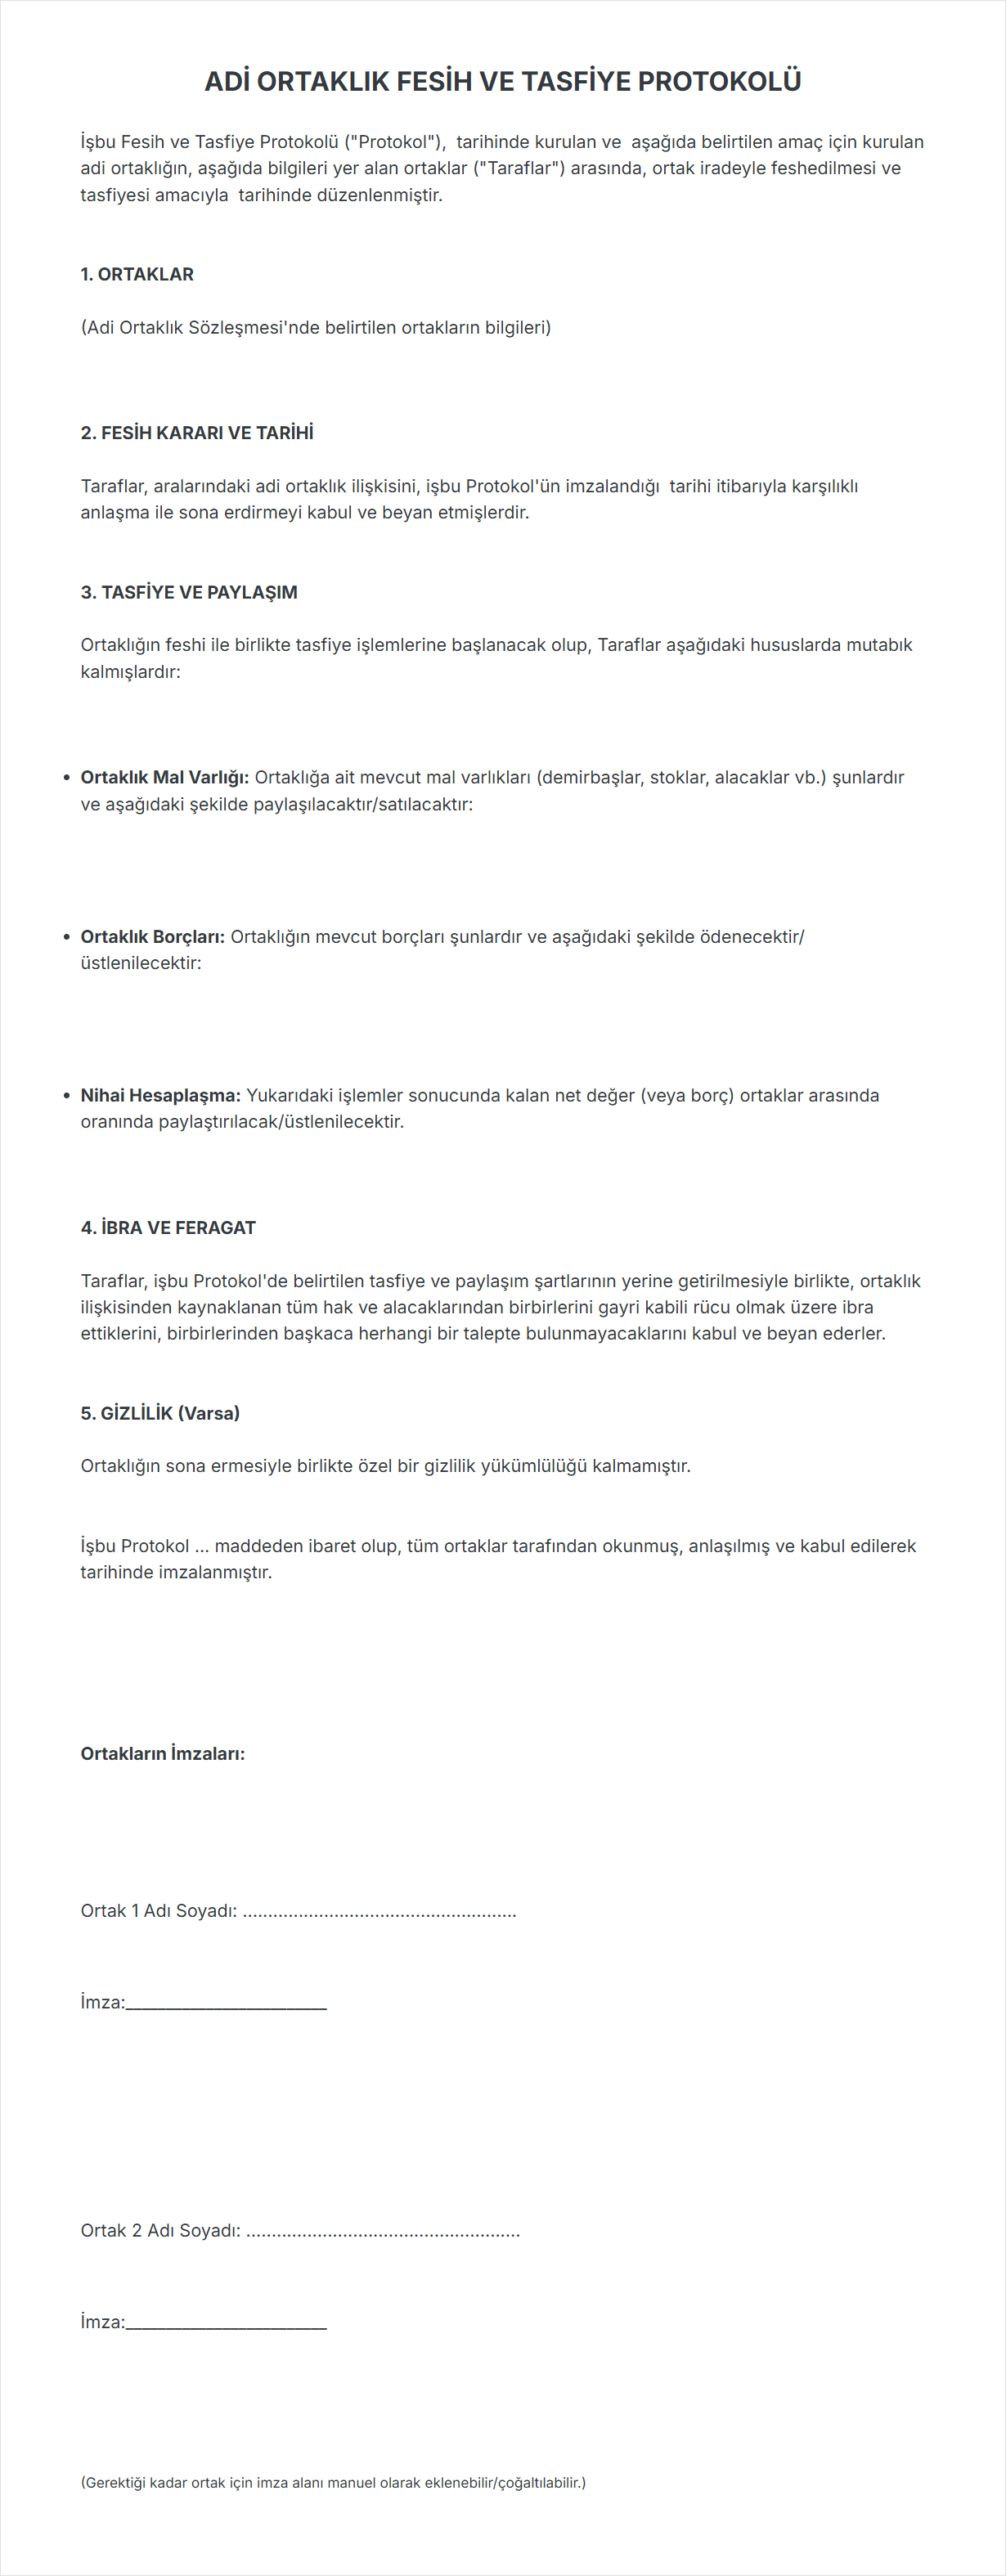 ADİ ORTAKLIK FESİH VE TASFİYE PROTOKOLÜ
İşbu Fesih ve Tasfiye Protokolü ("Protokol"),  tarihinde kurulan ve  aşağıda belirtilen amaç için kurulan
adi ortaklığın, aşağıda bilgileri yer alan ortaklar ("Taraflar") arasında, ortak iradeyle feshedilmesi ve
tasfiyesi amacıyla  tarihinde düzenlenmiştir.
1. ORTAKLAR
(Adi Ortaklık Sözleşmesi'nde belirtilen ortakların bilgileri)
2. FESİH KARARI VE TARİHİ
Taraflar, aralarındaki adi ortaklık ilişkisini, işbu Protokol'ün imzalandığı  tarihi itibarıyla karşılıklı
anlaşma ile sona erdirmeyi kabul ve beyan etmişlerdir.
3. TASFİYE VE PAYLAŞIM
Ortaklığın feshi ile birlikte tasfiye işlemlerine başlanacak olup, Taraflar aşağıdaki hususlarda mutabık
kalmışlardır:
• Ortaklık Mal Varlığı: Ortaklığa ait mevcut mal varlıkları (demirbaşlar, stoklar, alacaklar vb.) şunlardır
ve aşağıdaki şekilde paylaşılacaktır/satılacaktır:
• Ortaklık Borçları: Ortaklığın mevcut borçları şunlardır ve aşağıdaki şekilde ödenecektir/
üstlenilecektir:
• Nihai Hesaplaşma: Yukarıdaki işlemler sonucunda kalan net değer (veya borç) ortaklar arasında
oranında paylaştırılacak/üstlenilecektir.
4. İBRA VE FERAGAT
Taraflar, işbu Protokol'de belirtilen tasfiye ve paylaşım şartlarının yerine getirilmesiyle birlikte, ortaklık
ilişkisinden kaynaklanan tüm hak ve alacaklarından birbirlerini gayri kabili rücu olmak üzere ibra
ettiklerini, birbirlerinden başkaca herhangi bir talepte bulunmayacaklarını kabul ve beyan ederler.
5. GİZLİLİK (Varsa)
Ortaklığın sona ermesiyle birlikte özel bir gizlilik yükümlülüğü kalmamıştır.
İşbu Protokol ... maddeden ibaret olup, tüm ortaklar tarafından okunmuş, anlaşılmış ve kabul edilerek
tarihinde imzalanmıştır.
Ortakların İmzaları:
Ortak 1 Adı Soyadı: ......................................................
İmza:_________________________
Ortak 2 Adı Soyadı: ......................................................
İmza:_________________________
(Gerektiği kadar ortak için imza alanı manuel olarak eklenebilir/çoğaltılabilir.)